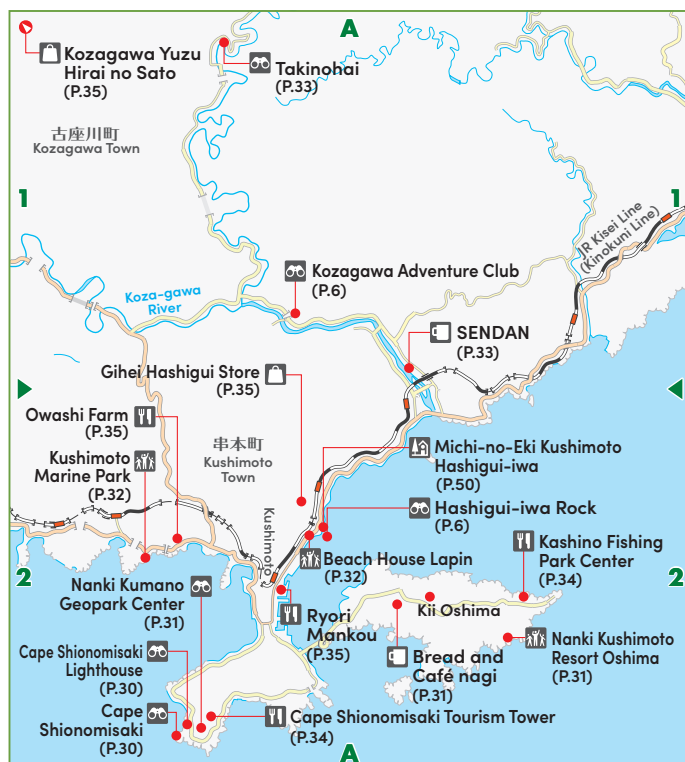 A
Kozagawa Yuzu
Hirai no Sato
(P.35)
Takinohai
(P.33)
古座川町
Kozagawa Town
1
1
JR Kisei Line
(Kinokuni Line)
Kozagawa Adventure Club
(P.6)
Koza-gawa
River
SENDAN
(P.33)
Gihei Hashigui Store
(P.35)
Owashi Farm
(P.35)
串本町
Kushimoto
Town
Michi-no-Eki Kushimoto
Hashigui-iwa
(P.50)
Kushimoto
Marine Park
(P.32)
Hashigui-iwa Rock
(P.6)
Kushimoto
Beach House Lapin
(P.32)
Kashino Fishing
Park Center
(P.34)
2
2
Nanki Kumano
Geopark Center
(P.31)
Ryori
Mankou
(P.35)
Kii Oshima
Cape Shionomisaki
Lighthouse
(P.30)
Bread and
Café nagi
(P.31)
Nanki Kushimoto
Resort Oshima
(P.31)
Cape
Shionomisaki
(P.30)
Cape Shionomisaki Tourism Tower
(P.34)
A